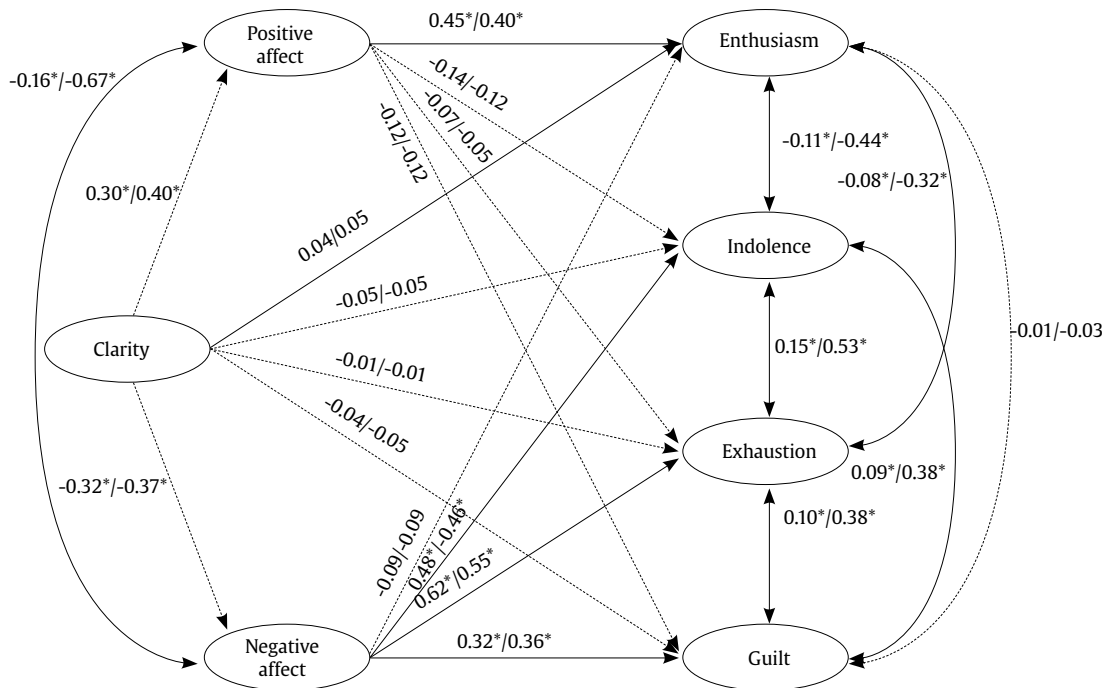 0.45*/0.40*
Positive
affect
Enthusiasm
-0.16*/-0.67*
-0.14/-0.12
-0.07/-0.05
-0.12/-0.12
-0.11*/-0.44*
-0.08*/-0.32*
0.30*/0.40*
0.04/0.05
Indolence
-0.05/-0.05
-0.01/-0.03
Clarity
0.15*/0.53*
-0.01/-0.01
-0.04/-0.05
Exhaustion
0.09*/0.38*
-0.32*/-0.37*
0.10*/0.38*
-0.09/-0.09
0.48*/-0.46*
0.62*/0.55*
0.32*/0.36*
Negative
affect
Guilt